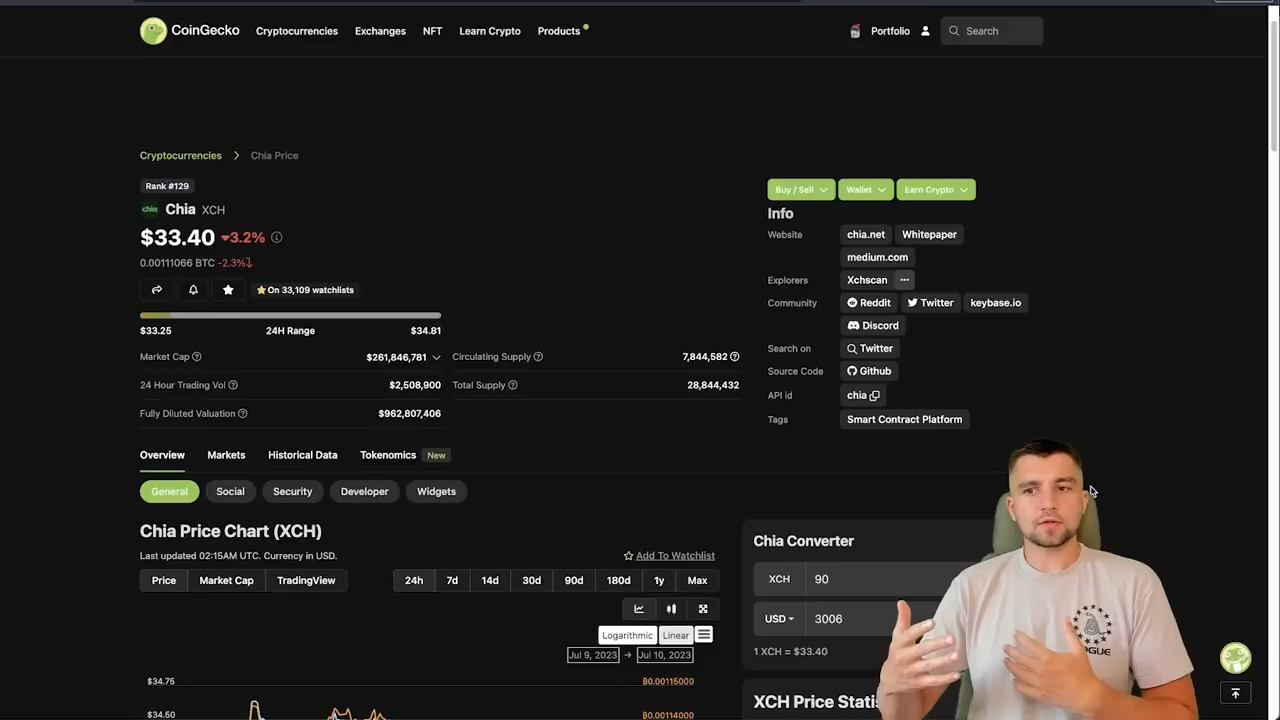 CoinGecko Cryptocurrencies Exchanges NFT Learn Crypto Products Portfolio Search
Cryptocurrencies Chia Price
Rank #129
chia Chia XCH
$33.40 3.2%
0.00111066 BTC -2.3%
On 33,109 watchlists
$33.25 24H Range $34.81
Market Cap $261,846,781
24 Hour Trading Vol $2,508,900
Fully Diluted Valuation $962,807,406
Circulating Supply 7,844,582
Total Supply 28,844,432
Buy / Sell Wallet Earn Crypto
Info
Website chia.net Whitepaper
medium.com
Explorers Xchscan ...
Community Reddit Twitter keybase.io
Discord
Search on Twitter
Source Code Github
API id chia
Tags Smart Contract Platform
Overview Markets Historical Data Tokenomics New
General Social Security Developer Widgets
Chia Price Chart (XCH)
Last updated 02:15AM UTC. Currency in USD.
Add To Watchlist
Price Market Cap TradingView 24h 7d 14d 30d 90d 180d 1y Max
Logarithmic Linear
Jul 9, 2023 → Jul 10, 2023
$34.75 ₿0.00115000
$34.50 ₿0.00114000
Chia Converter
XCH 90
USD 3006
1 XCH = $33.40
XCH Price Statis